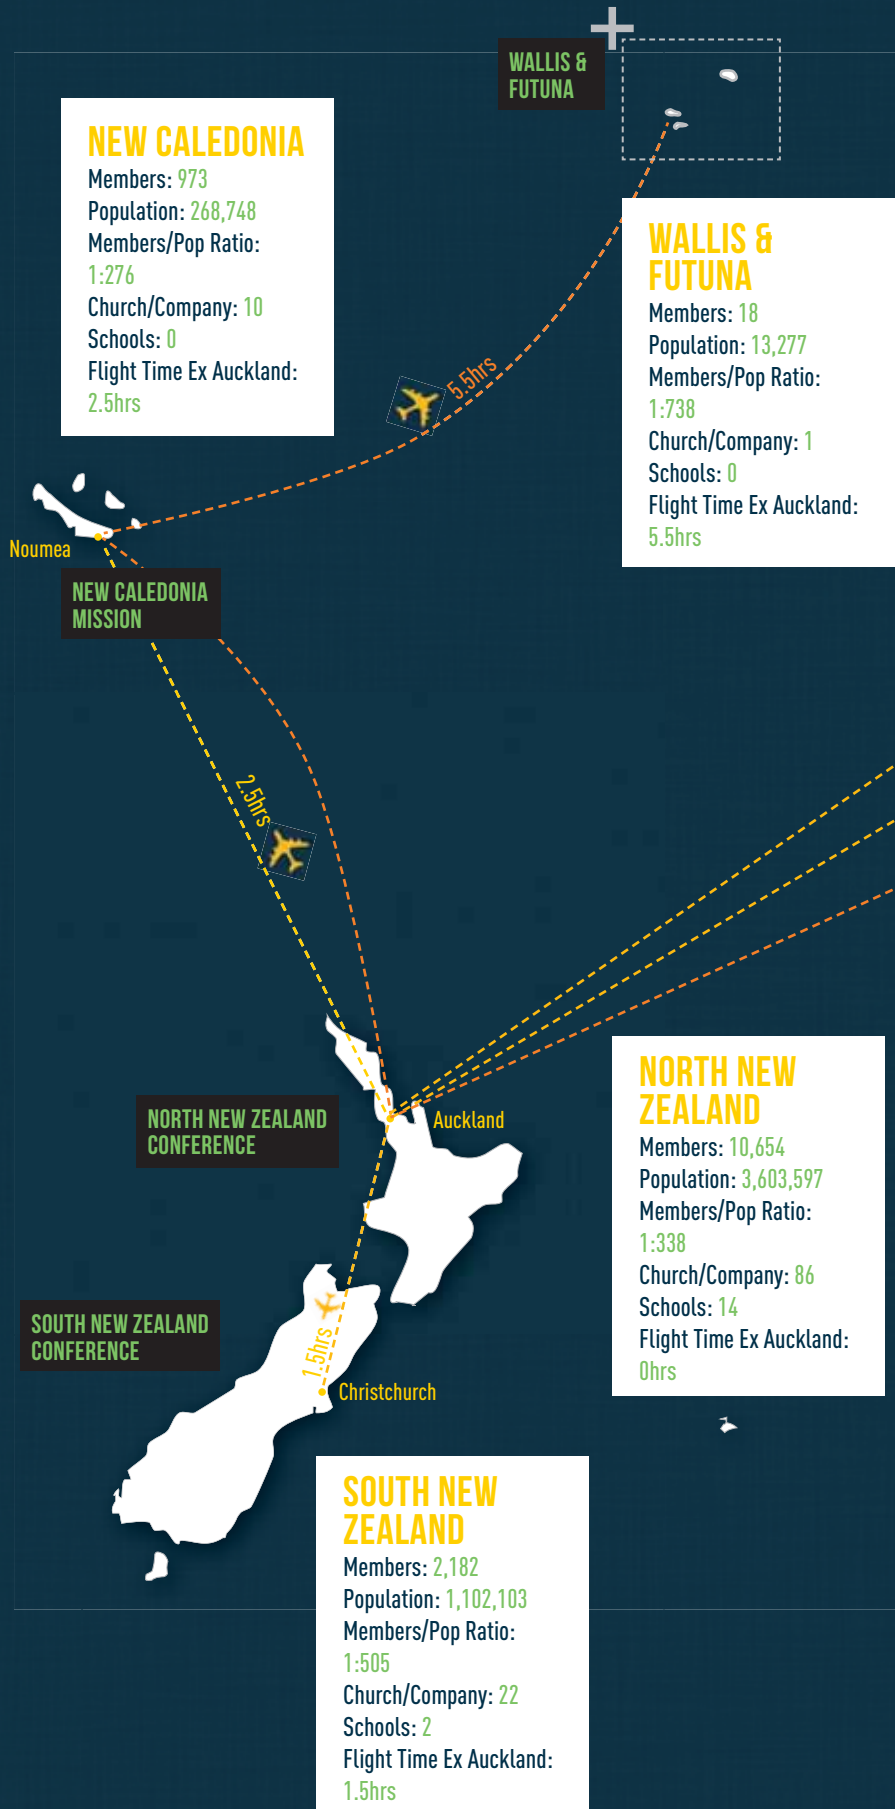 WALLIS &
FUTUNA
NEW CALEDONIA
Members: 973
Population: 268,748
Members/Pop Ratio:
1:276
Church/Company: 10
Schools: 0
Flight Time Ex Auckland:
2.5hrs
WALLIS &
FUTUNA
Members: 18
Population: 13,277
Members/Pop Ratio:
1:738
Church/Company: 1
Schools: 0
Flight Time Ex Auckland:
5.5hrs
5.5hrs
Noumea
NEW CALEDONIA
MISSION
2.5hrs
NORTH NEW ZEALAND
CONFERENCE
Auckland
NORTH NEW
ZEALAND
Members: 10,654
Population: 3,603,597
Members/Pop Ratio:
1:338
Church/Company: 86
Schools: 14
Flight Time Ex Auckland:
0hrs
SOUTH NEW ZEALAND
CONFERENCE
1.5hrs
Christchurch
SOUTH NEW
ZEALAND
Members: 2,182
Population: 1,102,103
Members/Pop Ratio:
1:505
Church/Company: 22
Schools: 2
Flight Time Ex Auckland:
1.5hrs